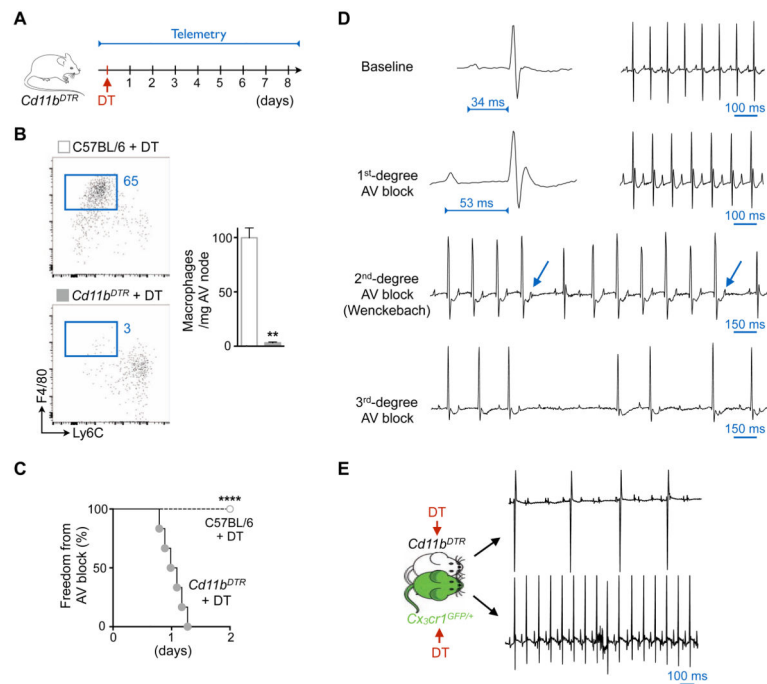 A
Telemetry
Cd11b^DTR
DT
1 2 3 4 5 6 7 8
(days)
B
C57BL/6 + DT
65
Cd11b^DTR + DT
3
F4/80
Ly6C
Macrophages
/mg AV node
100
50
0
**
C
Freedom from
AV block (%)
100
50
0
****
C57BL/6
+ DT
Cd11b^DTR
+ DT
0 1 2
(days)
D
Baseline
34 ms
100 ms
1st-degree
AV block
53 ms
100 ms
2nd-degree
AV block
(Wenckebach)
150 ms
3rd-degree
AV block
150 ms
E
DT
Cd11b^DTR
Cx3cr1^GFP/+
DT
100 ms